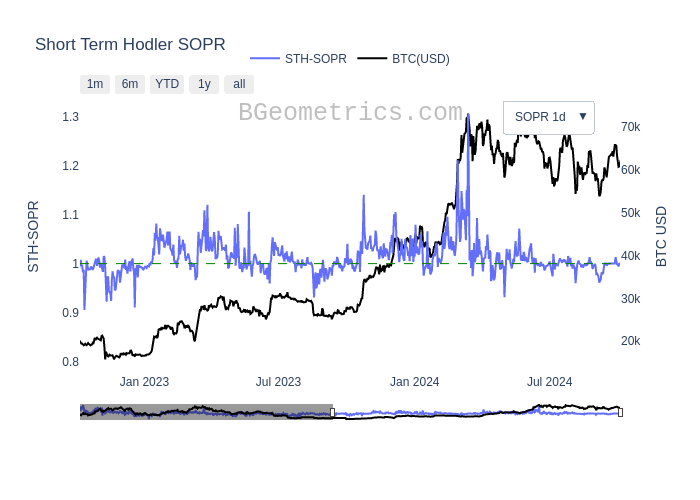 Short Term Hodler SOPR
STH-SOPR BTC(USD)
1m 6m YTD 1y all
BGeometrics.com
SOPR 1d ▼
1.3
1.2
1.1
1
0.9
0.8
STH-SOPR
70k
60k
50k
40k
30k
20k
BTC USD
Jan 2023 Jul 2023 Jan 2024 Jul 2024